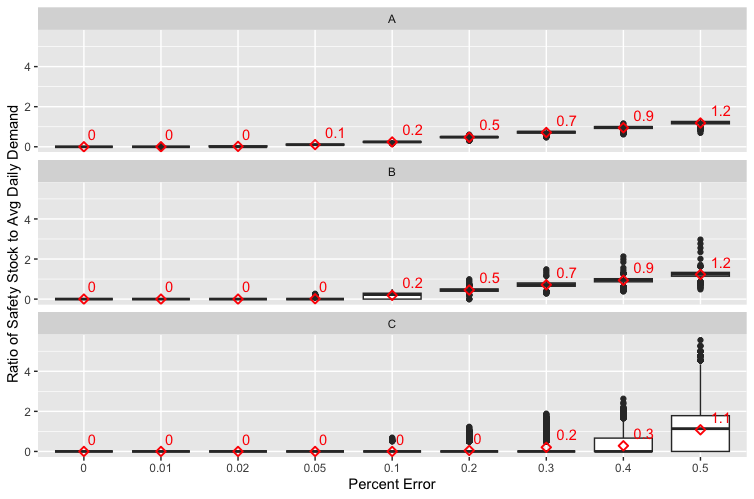 A
4
2
0
0 0 0 0.1 0.2 0.5 0.7 0.9 1.2
B
4
2
0
0 0 0 0 0.2 0.5 0.7 0.9 1.2
C
4
2
0
0 0 0 0 0 0 0.2 0.3 1.1
0 0.01 0.02 0.05 0.1 0.2 0.3 0.4 0.5
Percent Error
Ratio of Safety Stock to Avg Daily Demand